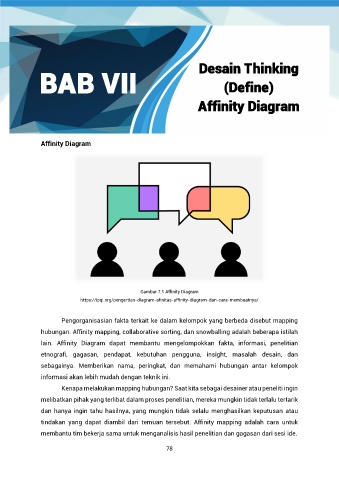 BAB VII
Desain Thinking
(Define)
Affinity Diagram
Affinity Diagram
Gambar 7.1 Affinity Diagram
https://ipqi.org/pengertian-diagram-afinitas-affinity-diagram-dan-cara-membuatnya/
Pengorganisasian fakta terkait ke dalam kelompok yang berbeda disebut mapping
hubungan. Affinity mapping, collaborative sorting, dan snowballing adalah beberapa istilah
lain. Affinity Diagram dapat membantu mengelompokkan fakta, informasi, penelitian
etnografi, gagasan, pendapat, kebutuhan pengguna, insight, masalah desain, dan
sebagainya. Memberikan nama, peringkat, dan memahami hubungan antar kelompok
informasi akan lebih mudah dengan teknik ini.
Kenapa melakukan mapping hubungan? Saat kita sebagai desainer atau peneliti ingin
melibatkan pihak yang terlibat dalam proses penelitian, mereka mungkin tidak terlalu tertarik
dan hanya ingin tahu hasilnya, yang mungkin tidak selalu menghasilkan keputusan atau
tindakan yang dapat diambil dari temuan tersebut. Affinity mapping adalah cara untuk
membantu tim bekerja sama untuk menganalisis hasil penelitian dan gagasan dari sesi ide.
78